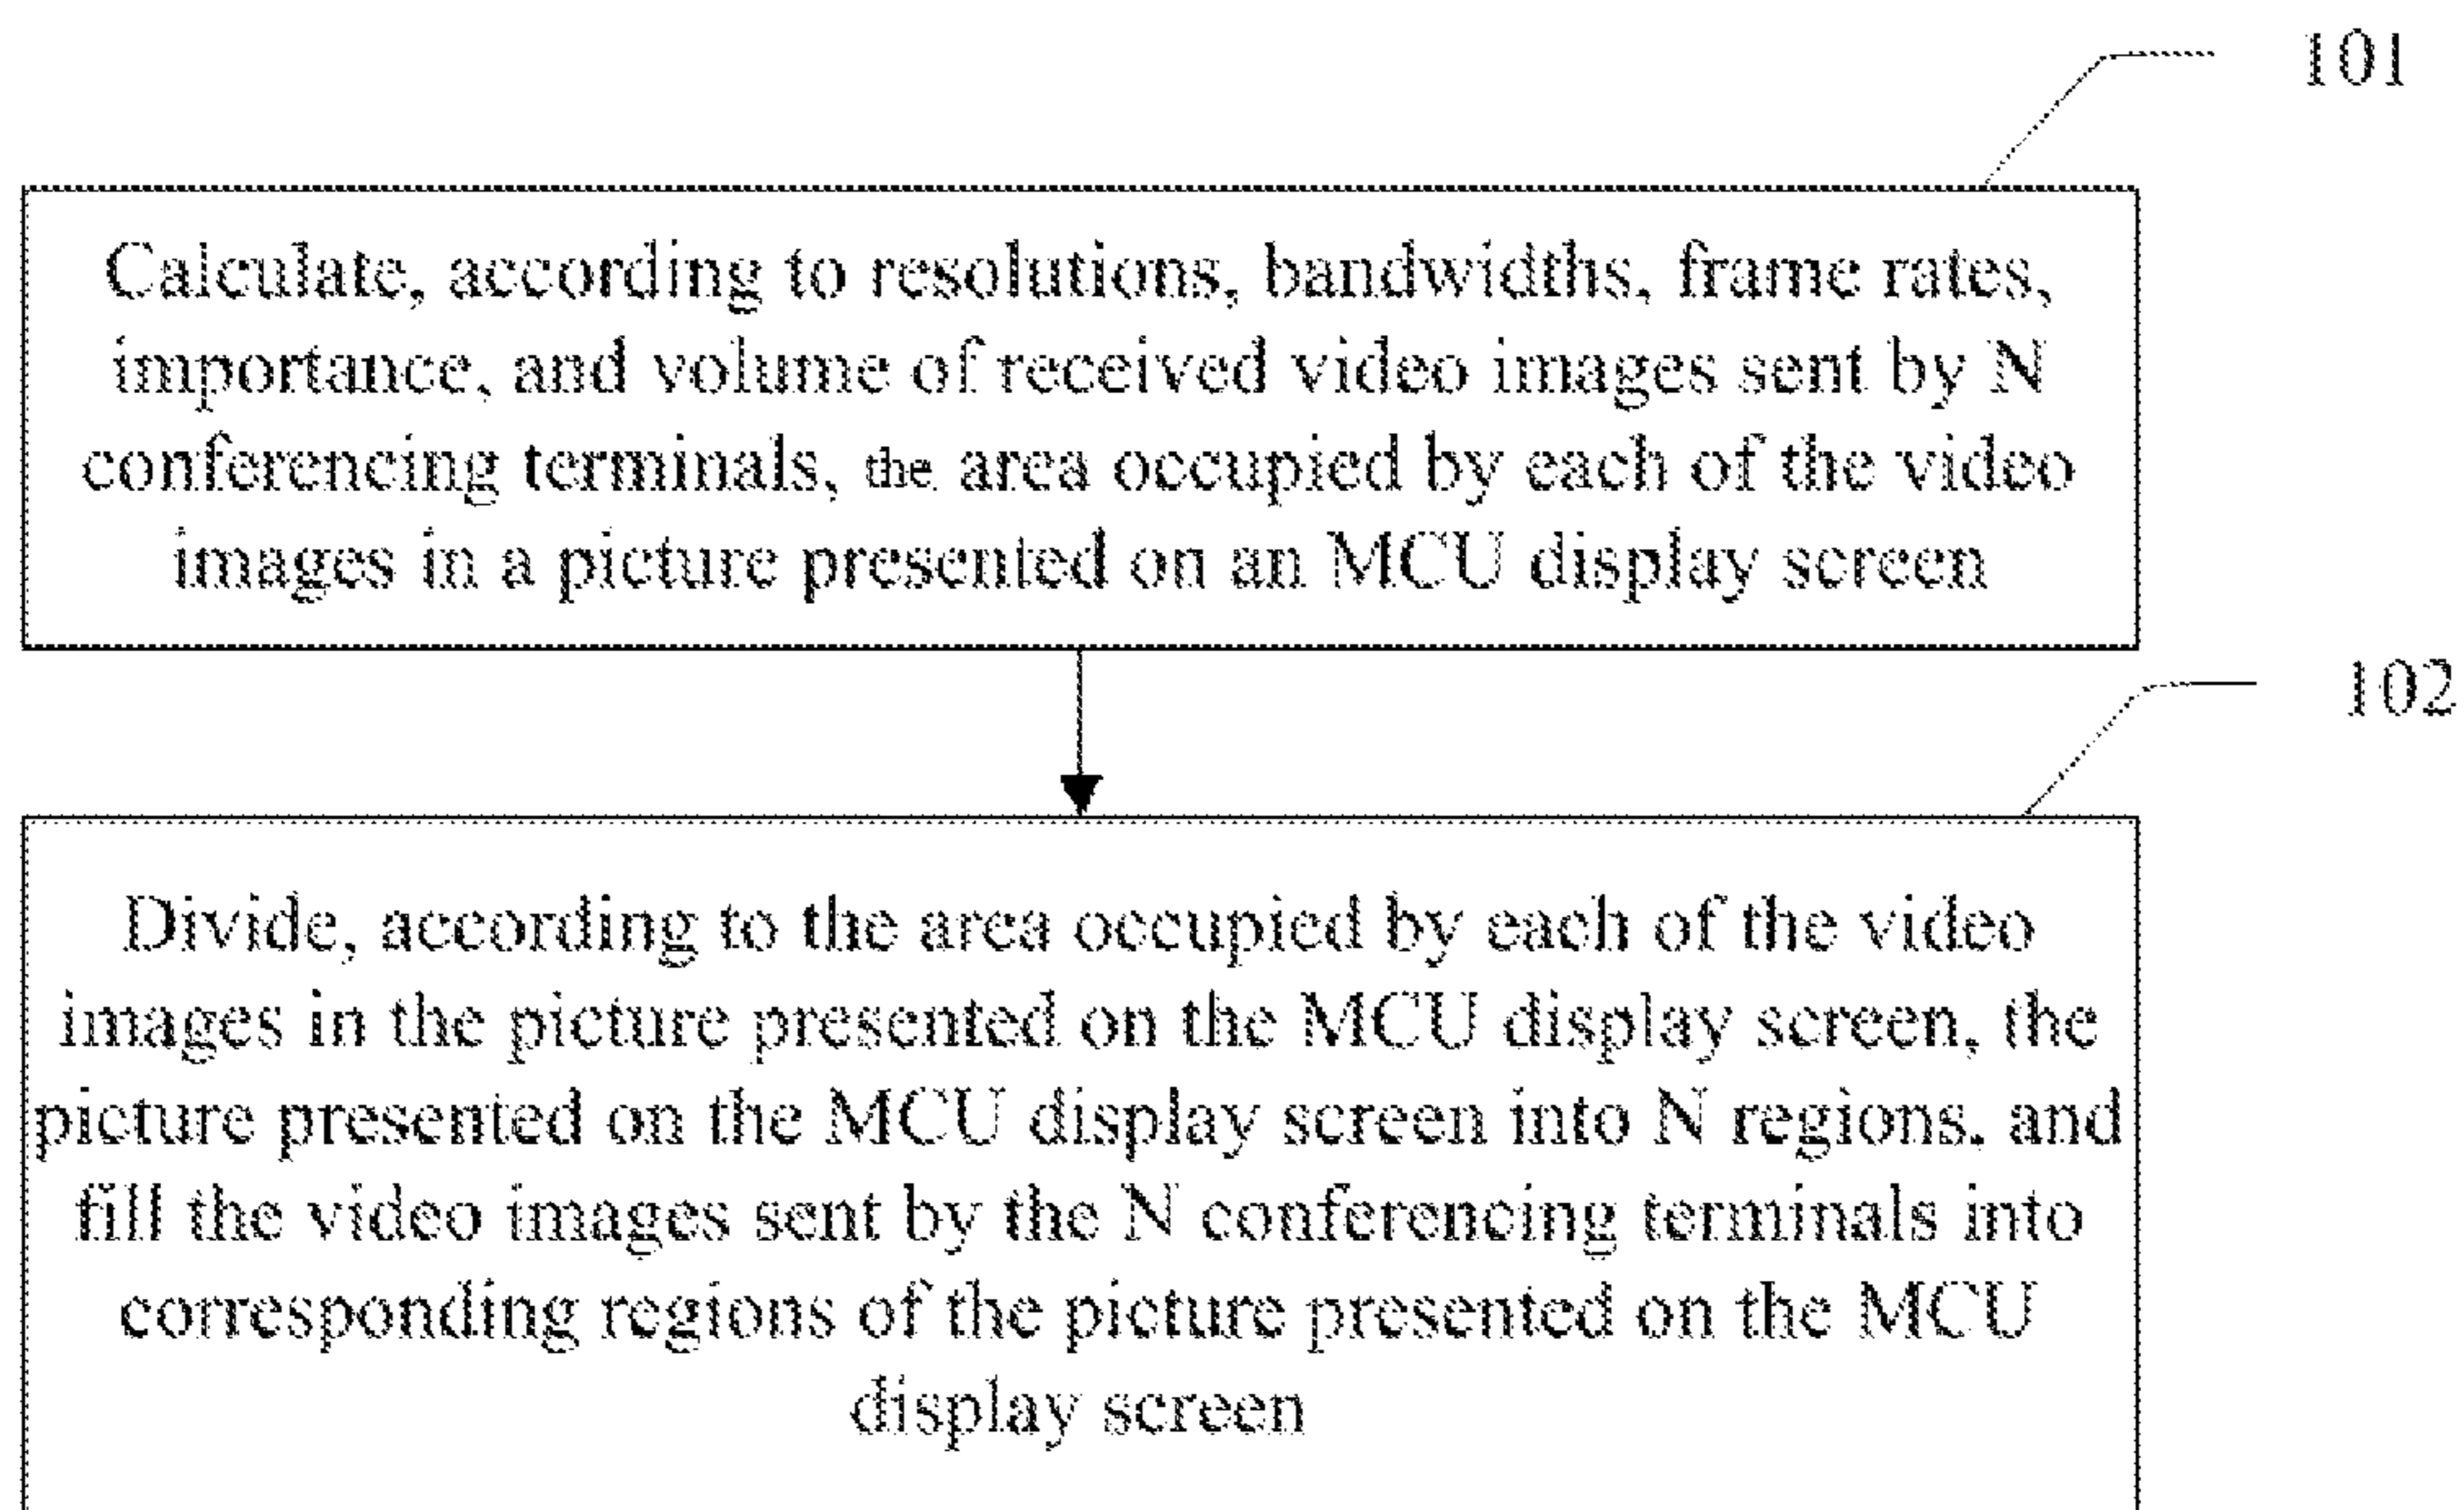 101
Calculate, according to resolutions, bandwidths, frame rates,
importance, and volume of received video images sent by N
conferencing terminals, the area occupied by each of the video
images in a picture presented on an MCU display screen
102
Divide, according to the area occupied by each of the video
images in the picture presented on the MCU display screen, the
picture presented on the MCU display screen into N regions, and
fill the video images sent by the N conferencing terminals into
corresponding regions of the picture presented on the MCU
display screen